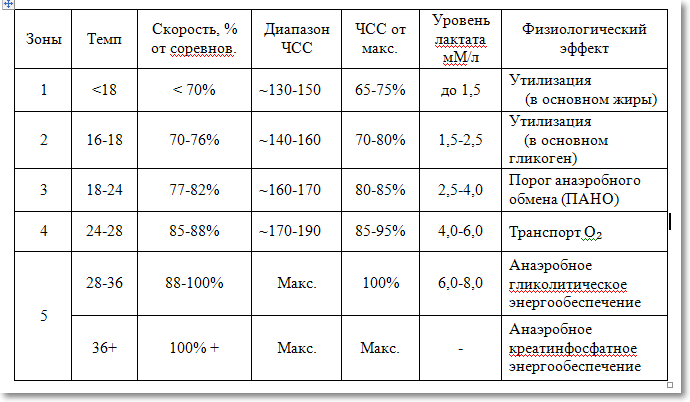 Зоны Темп Скорость, % от соревнов. Диапазон ЧСС ЧСС от макс. Уровень лактата мМ/л Физиологический эффект
1 <18 < 70% ~130-150 65-75% до 1,5 Утилизация (в основном жиры)
2 16-18 70-76% ~140-160 70-80% 1,5-2,5 Утилизация (в основном гликоген)
3 18-24 77-82% ~160-170 80-85% 2,5-4,0 Порог анаэробного обмена (ПАНО)
4 24-28 85-88% ~170-190 85-95% 4,0-6,0 Транспорт О₂
5 28-36 88-100% Макс. 100% 6,0-8,0 Анаэробное гликолитическое энергообеспечение
36+ 100% + Макс. Макс. - Анаэробное креатинфосфатное энергообеспечение